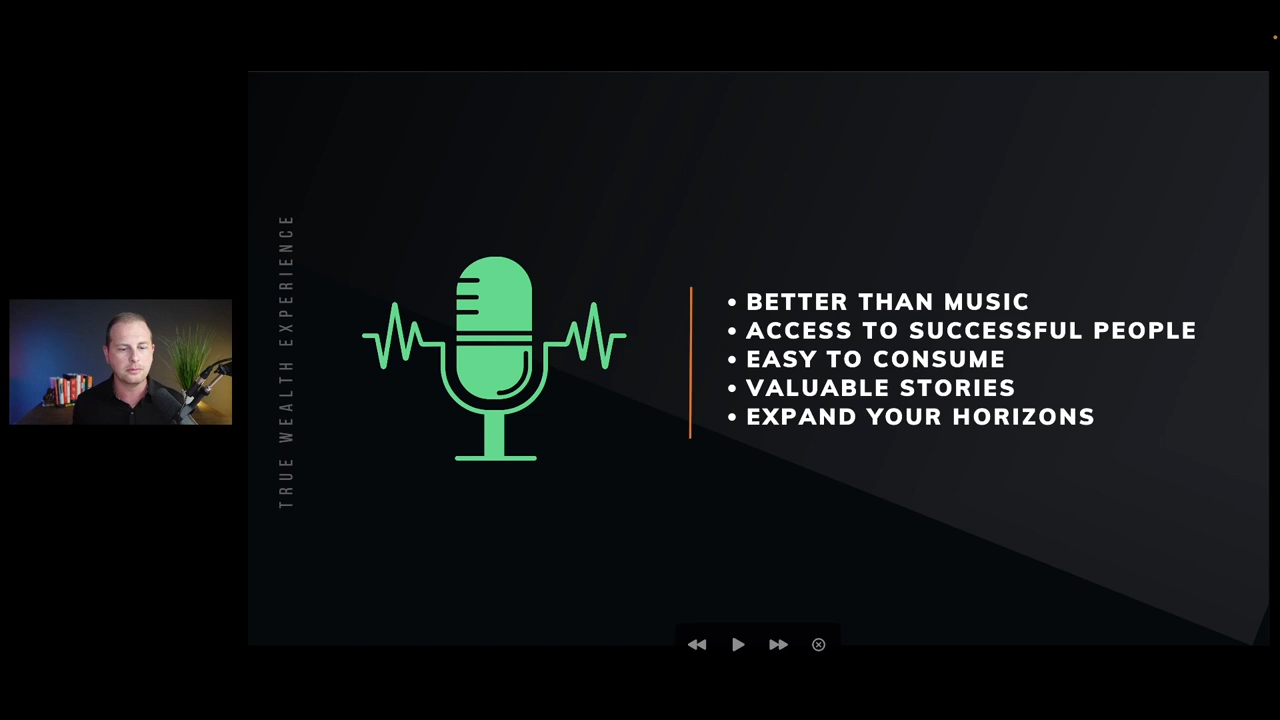 TRUE WEALTH EXPERIENCE
• BETTER THAN MUSIC
• ACCESS TO SUCCESSFUL PEOPLE
• EASY TO CONSUME
• VALUABLE STORIES
• EXPAND YOUR HORIZONS